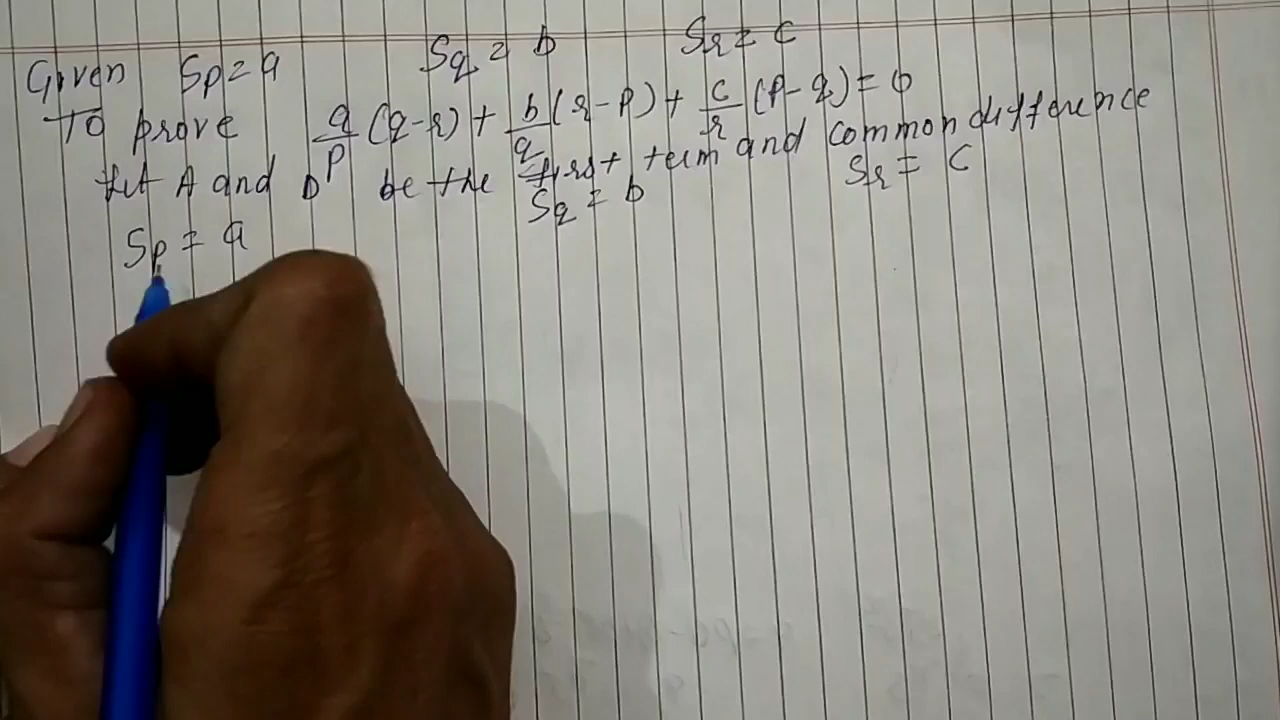 Given Sp = a Sq = b Sr = c
To prove a/p (q-r) + b/q (r-p) + c/r (p-q) = 0
Let A and D be the first term and common difference
Sp = a Sq = b Sr = c